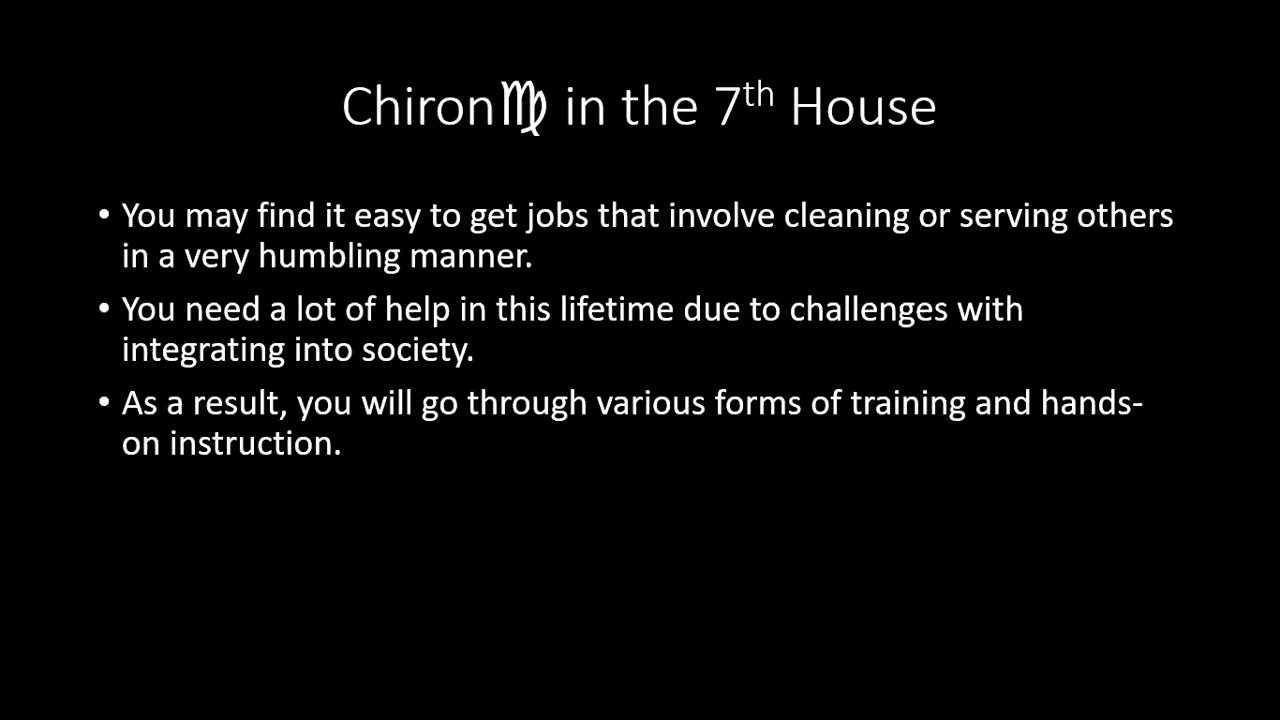 Chiron♍ in the 7th House
• You may find it easy to get jobs that involve cleaning or serving others
in a very humbling manner.
• You need a lot of help in this lifetime due to challenges with
integrating into society.
• As a result, you will go through various forms of training and hands-
on instruction.